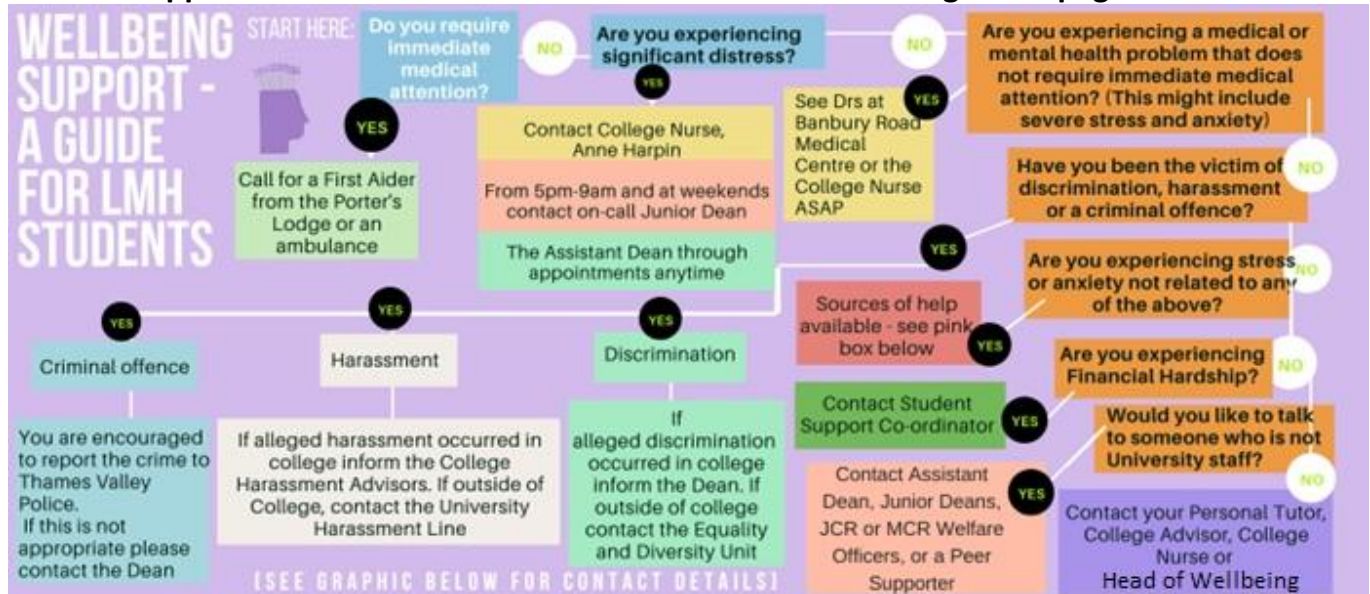 WELLBEING
SUPPORT -
A GUIDE
FOR LMH
STUDENTS
START HERE:
Do you require
immediate
medical
attention?
NO
Are you experiencing
significant distress?
NO
Are you experiencing a medical or
mental health problem that does
not require immediate medical
attention? (This might include
severe stress and anxiety)
YES
Call for a First Aider
from the Porter's
Lodge or an
ambulance
YES
Contact College Nurse,
Anne Harpin
From 5pm-9am and at weekends
contact on-call Junior Dean
The Assistant Dean through
appointments anytime
YES
See Drs at
Banbury Road
Medical
Centre or the
College Nurse
ASAP
NO
Have you been the victim of
discrimination, harassment
or a criminal offence?
YES
NO
Are you experiencing stress
or anxiety not related to any
of the above?
YES
Sources of help
available - see pink
box below
NO
Are you experiencing
Financial Hardship?
YES
Contact Student
Support Co-ordinator
Would you like to talk
to someone who is not
University staff?
YES
Contact Assistant
Dean, Junior Deans,
JCR or MCR Welfare
Officers, or a Peer
Supporter
NO
Contact your Personal Tutor,
College Advisor, College
Nurse or
Head of Wellbeing
YES
Criminal offence
You are encouraged
to report the crime to
Thames Valley
Police.
If this is not
appropriate please
contact the Dean
YES
Harassment
If alleged harassment occurred in
college inform the College
Harassment Advisors. If outside of
College, contact the University
Harassment Line
YES
Discrimination
If
alleged discrimination
occurred in college
inform the Dean. If
outside of college
contact the Equality
and Diversity Unit
[SEE GRAPHIC BELOW FOR CONTACT DETAILS]